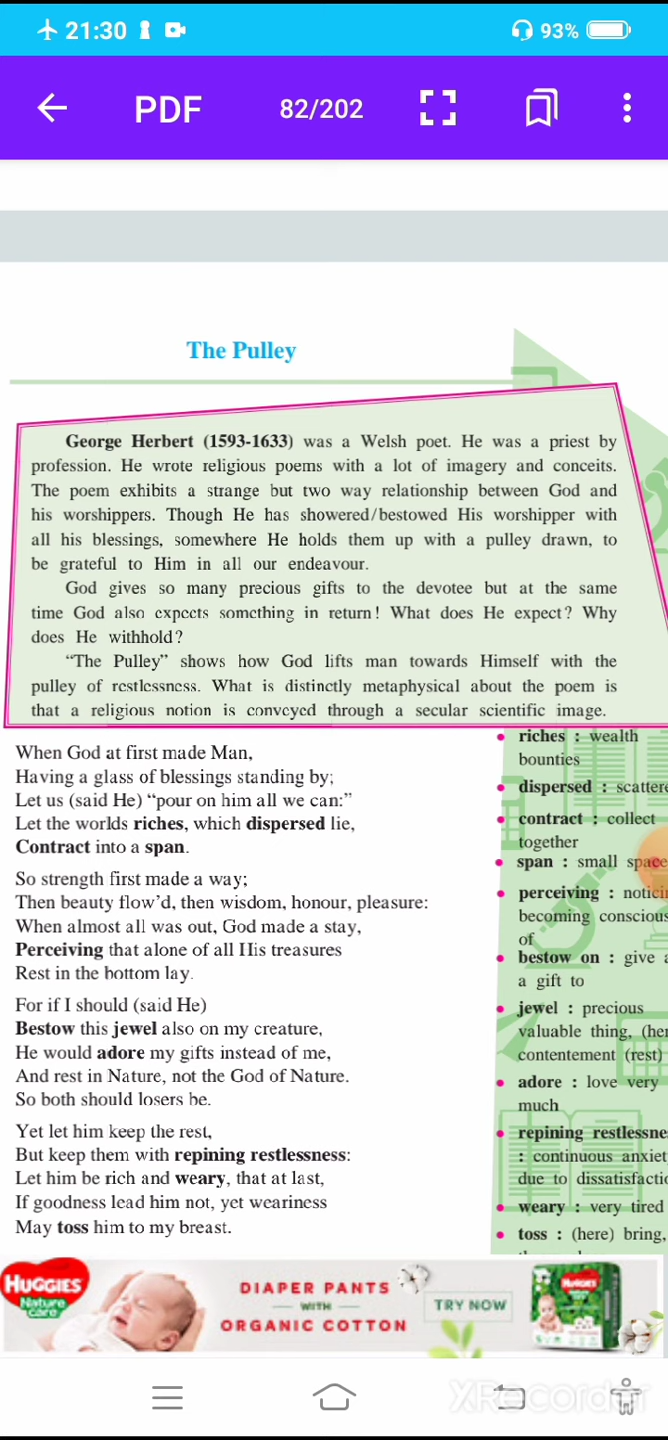 21:30
93%
PDF 82/202
The Pulley
George Herbert (1593-1633) was a Welsh poet. He was a priest by
profession. He wrote religious poems with a lot of imagery and conceits.
The poem exhibits a strange but two way relationship between God and
his worshippers. Though He has showered/bestowed His worshipper with
all his blessings, somewhere He holds them up with a pulley drawn, to
be grateful to Him in all our endeavour.
God gives so many precious gifts to the devotee but at the same
time God also expects something in return! What does He expect? Why
does He withhold?
“The Pulley” shows how God lifts man towards Himself with the
pulley of restlessness. What is distinctly metaphysical about the poem is
that a religious notion is conveyed through a secular scientific image.
When God at first made Man,
Having a glass of blessings standing by;
Let us (said He) “pour on him all we can:”
Let the worlds riches, which dispersed lie,
Contract into a span.
So strength first made a way;
Then beauty flow’d, then wisdom, honour, pleasure:
When almost all was out, God made a stay,
Perceiving that alone of all His treasures
Rest in the bottom lay.
For if I should (said He)
Bestow this jewel also on my creature,
He would adore my gifts instead of me,
And rest in Nature, not the God of Nature.
So both should losers be.
Yet let him keep the rest,
But keep them with repining restlessness:
Let him be rich and weary, that at last,
If goodness lead him not, yet weariness
May toss him to my breast.
• riches : wealth
bounties
• dispersed : scattere
• contract : collect
together
• span : small space
• perceiving : noticin
becoming conscious
of
• bestow on : give a
a gift to
• jewel : precious
valuable thing, (her
contentement (rest)
• adore : love very
much
• repining restlessne
: continuous anxiet
due to dissatisfactio
• weary : very tired
• toss : (here) bring,
HUGGIES
Nature
care
DIAPER PANTS
WITH
ORGANIC COTTON
TRY NOW
HUGGIES
XRecorder